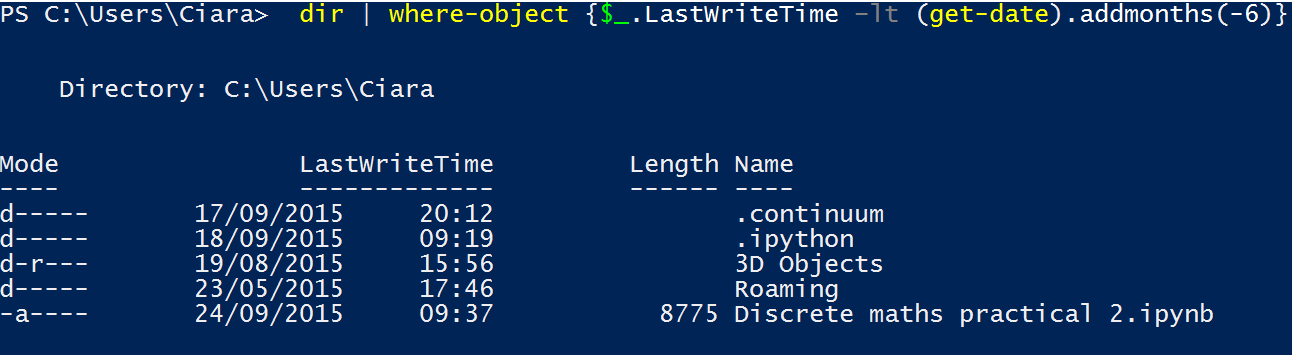 PS C:\Users\Ciara>  dir | where-object {$_.LastWriteTime -lt (get-date).addmonths(-6)}
    Directory: C:\Users\Ciara
Mode                LastWriteTime         Length Name
----                -------------         ------ ----
d-----       17/09/2015     20:12                .continuum
d-----       18/09/2015     09:19                .ipython
d-r---       19/08/2015     15:56                3D Objects
d-----       23/05/2015     17:46                Roaming
-a----       24/09/2015     09:37           8775 Discrete maths practical 2.ipynb